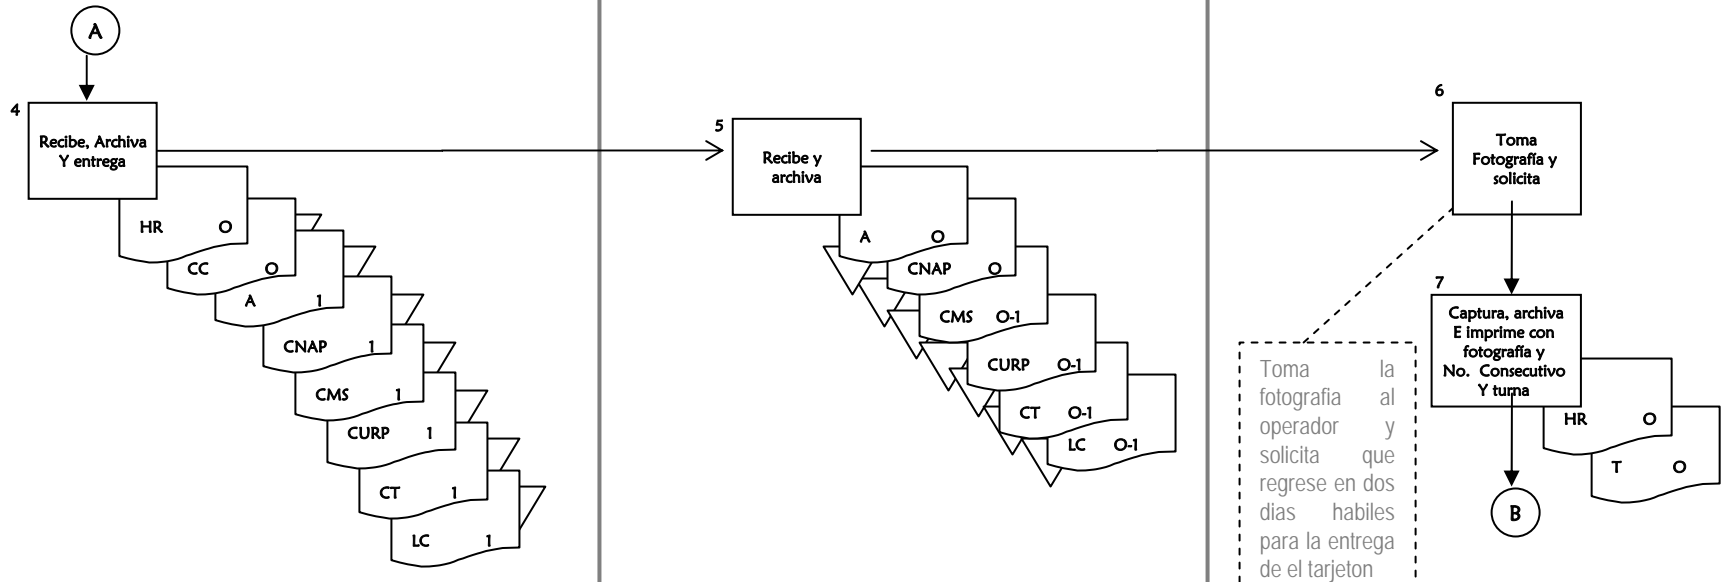 A
4
Recibe, Archiva
Y entrega
HR O
CC O
A 1
CNAP 1
CMS 1
CURP 1
CT 1
LC 1
5
Recibe y
archiva
A O
CNAP O
CMS O-1
CURP O-1
CT O-1
LC O-1
6
Toma
Fotografía y
solicita
7
Captura, archiva
E imprime con
fotografía y
No. Consecutivo
Y turna
HR O
T O
B
Toma la
fotografia al
operador y
solicita que
regrese en dos
dias habiles
para la entrega
de el tarjeton